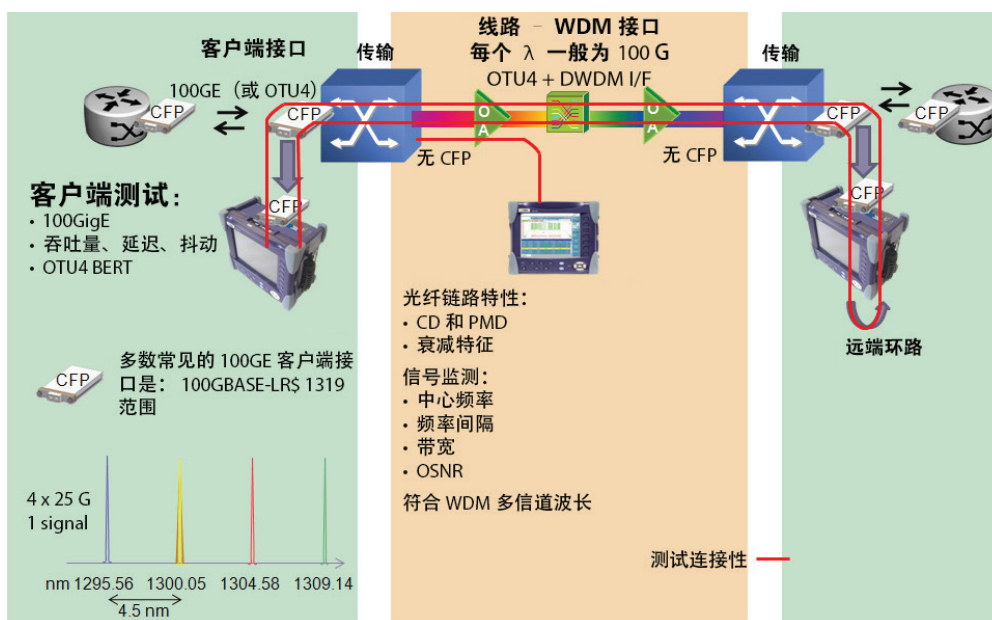 客户端接口
100GE（或 OTU4）
CFP
CFP
传输
线路 – WDM 接口
每个 λ 一般为 100 G
OTU4 + DWDM I/F
O
A
O
A
无 CFP
无 CFP
传输
CFP
CFP
客户端测试：
• 100GigE
• 吞吐量、延迟、抖动
• OTU4 BERT
CFP
光纤链路特性：
• CD 和 PMD
• 衰减特征
信号监测：
• 中心频率
• 频率间隔
• 带宽
• OSNR
符合 WDM 多信道波长
CFP
远端环路
CFP
多数常见的 100GE 客户端接
口是： 100GBASE-LR$ 1319
范围
4 x 25 G
1 signal
nm 1295.56 1300.05 1304.58 1309.14
4.5 nm
测试连接性